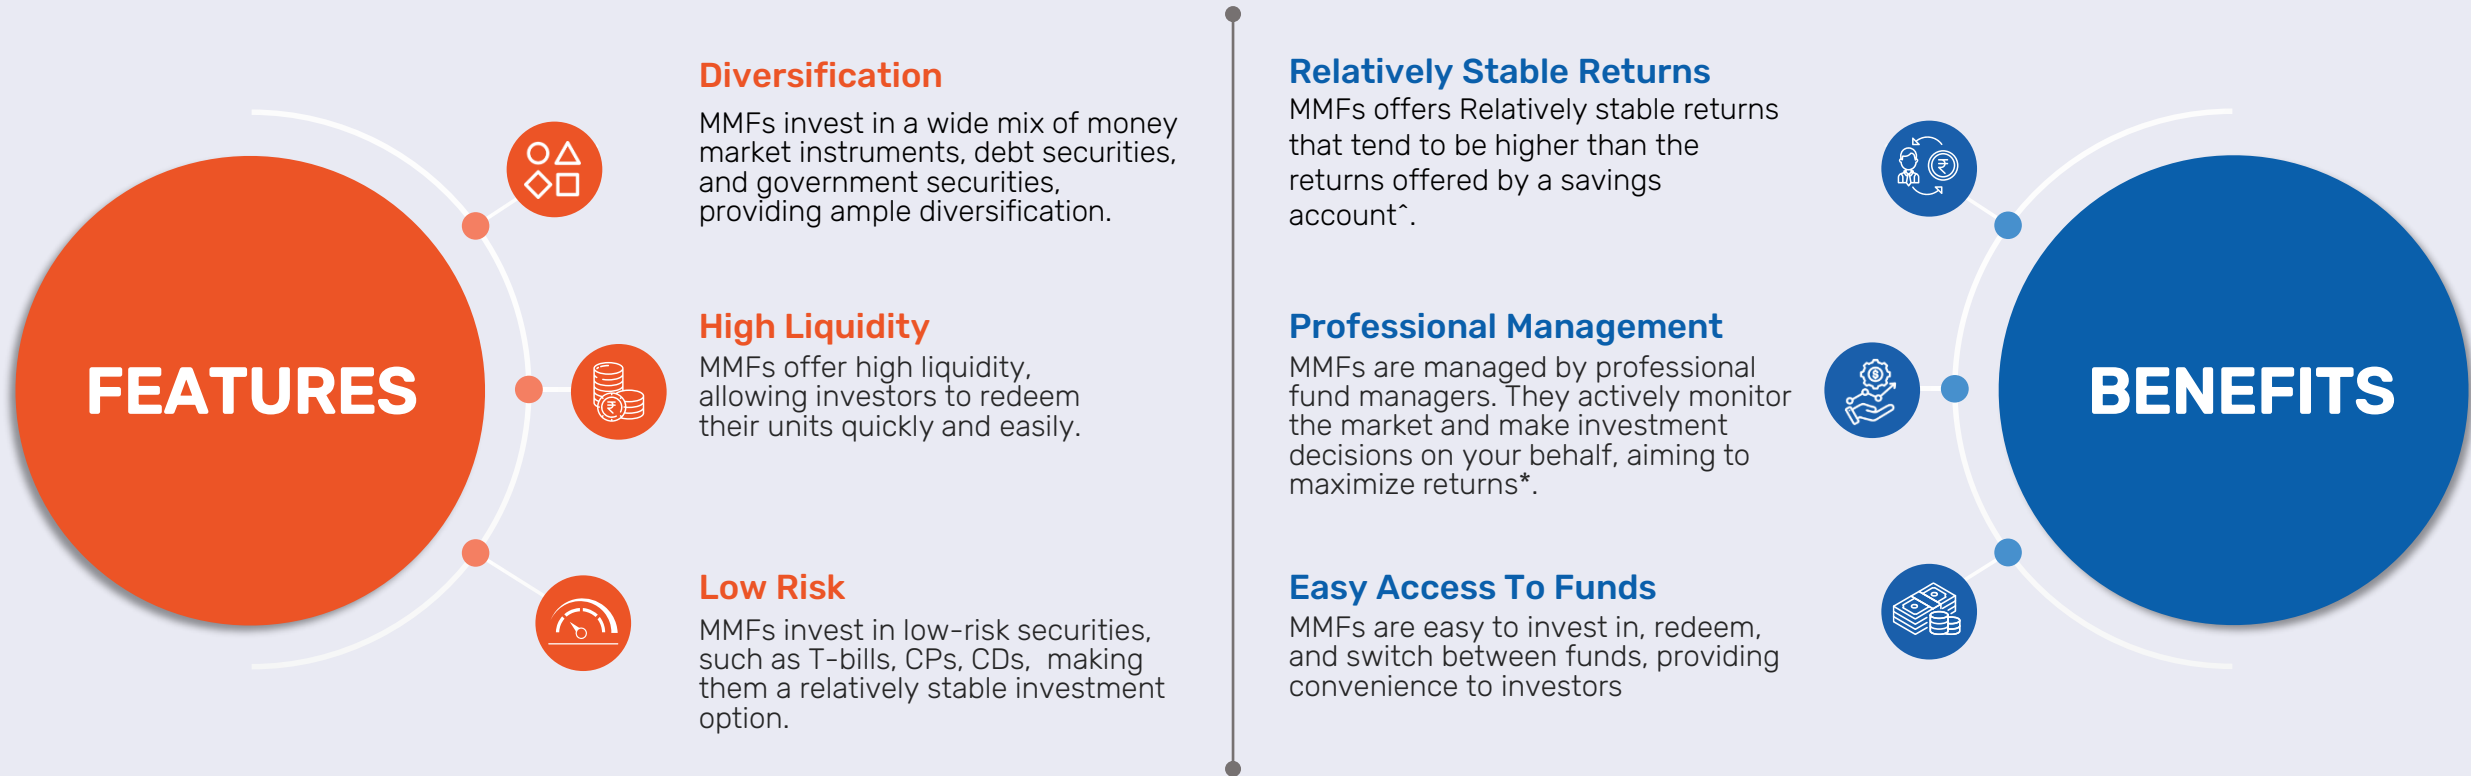 FEATURES
Diversification
MMFs invest in a wide mix of money
market instruments, debt securities,
and government securities,
providing ample diversification.
High Liquidity
MMFs offer high liquidity,
allowing investors to redeem
their units quickly and easily.
Low Risk
MMFs invest in low-risk securities,
such as T-bills, CPs, CDs,  making
them a relatively stable investment
option.
Relatively Stable Returns
MMFs offers Relatively stable returns
that tend to be higher than the
returns offered by a savings
account^.
Professional Management
MMFs are managed by professional
fund managers. They actively monitor
the market and make investment
decisions on your behalf, aiming to
maximize returns*.
Easy Access To Funds
MMFs are easy to invest in, redeem,
and switch between funds, providing
convenience to investors
BENEFITS